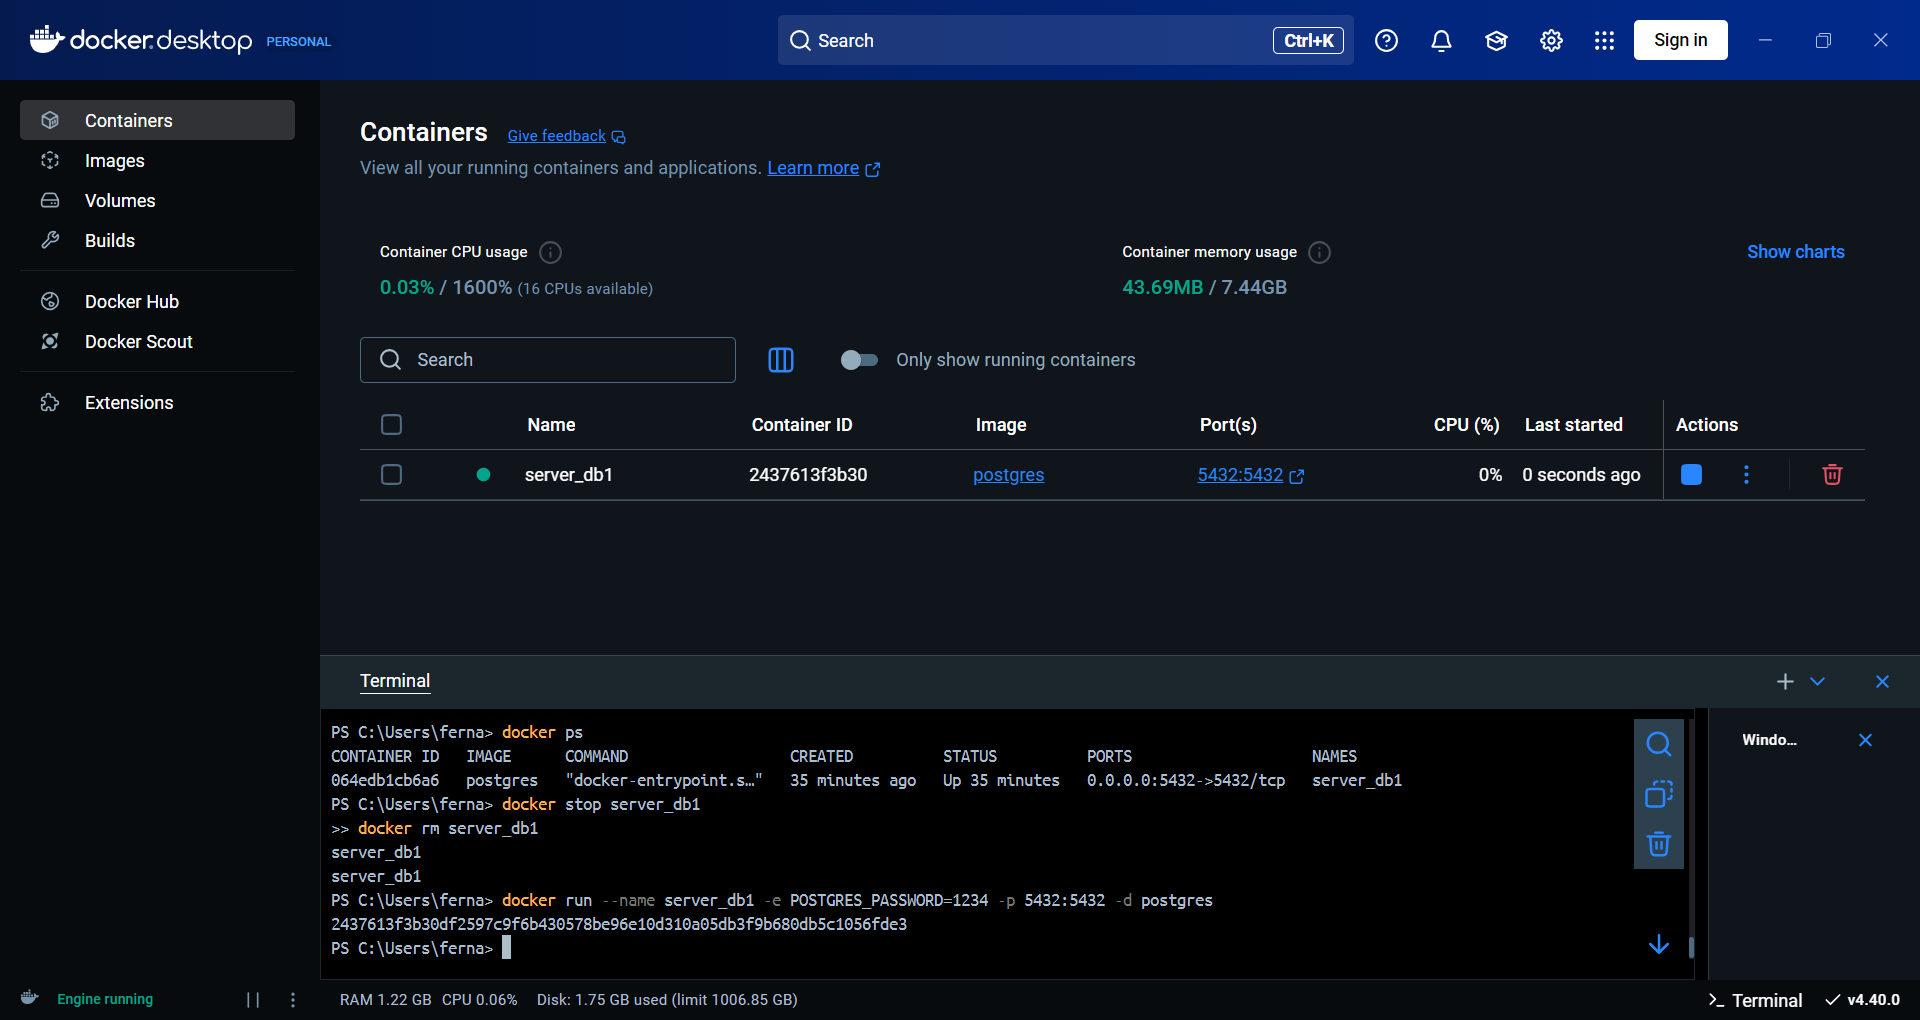 docker.desktop PERSONAL
Search Ctrl+K
Sign in
Containers
Images
Volumes
Builds
Docker Hub
Docker Scout
Extensions
Containers Give feedback
View all your running containers and applications. Learn more
Container CPU usage
0.03% / 1600% (16 CPUs available)
Container memory usage
43.69MB / 7.44GB
Show charts
Search
Only show running containers
Name Container ID Image Port(s) CPU (%) Last started Actions
server_db1 2437613f3b30 postgres 5432:5432 0% 0 seconds ago
Terminal
PS C:\Users\ferna> docker ps
CONTAINER ID IMAGE COMMAND CREATED STATUS PORTS NAMES
064edb1cb6a6 postgres "docker-entrypoint.s…" 35 minutes ago Up 35 minutes 0.0.0.0:5432->5432/tcp server_db1
PS C:\Users\ferna> docker stop server_db1
>> docker rm server_db1
server_db1
server_db1
PS C:\Users\ferna> docker run --name server_db1 -e POSTGRES_PASSWORD=1234 -p 5432:5432 -d postgres
2437613f3b30df2597c9f6b430578be96e10d310a05db3f9b680db5c1056fde3
PS C:\Users\ferna>
Windo...
Engine running
RAM 1.22 GB CPU 0.06% Disk: 1.75 GB used (limit 1006.85 GB)
>_ Terminal v4.40.0